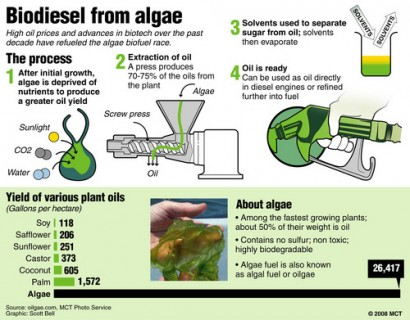 Biodiesel from algae
High oil prices and advances in biotech over the past
decade have refueled the algae biofuel race.
The process
1 After initial growth,
algae is deprived of
nutrients to produce
a greater oil yield
Sunlight
CO2
Water
2 Extraction of oil
A press produces
70-75% of the oils from
the plant
Algae
Screw press
Oil
3 Solvents used to separate
sugar from oil; solvents
then evaporate
SOLVENTS
SOLVENTS
4 Oil is ready
Can be used as oil directly
in diesel engines or refined
further into fuel
Yield of various plant oils
(Gallons per hectare)
Soy 118
Safflower 206
Sunflower 251
Castor 373
Coconut 605
Palm 1,572
Algae 26,417
About algae
• Among the fastest growing plants;
about 50% of their weight is oil
• Contains no sulfur; non toxic;
highly biodegradable
• Algae fuel is also known
as algal fuel or oilgae
Source: oilgae.com, MCT Photo Service
Graphic: Scott Bell
© 2008 MCT